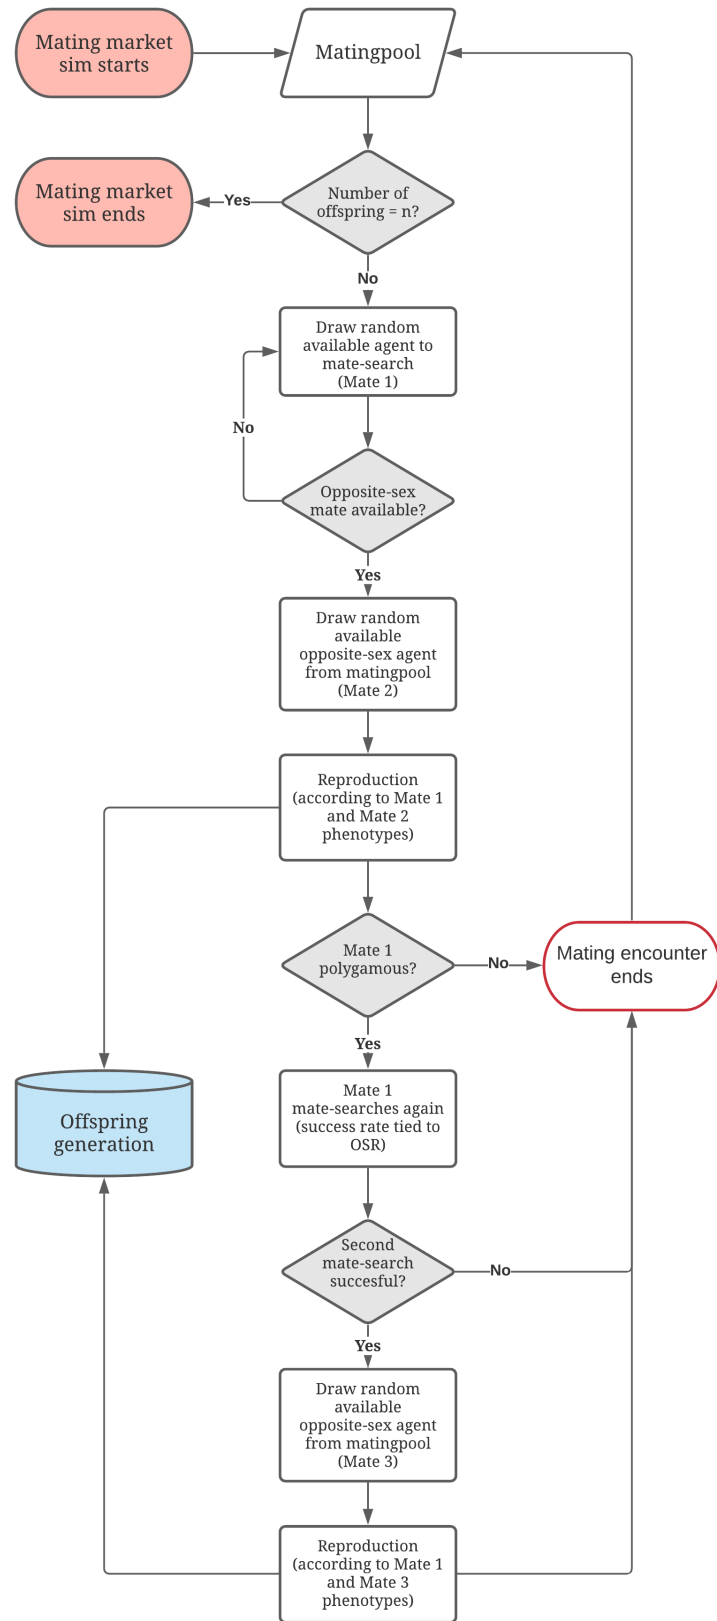 Mating market
sim starts
Matingpool
Mating market
sim ends
Yes
Number of
offspring = n?
No
Draw random
available agent to
mate-search
(Mate 1)
No
Opposite-sex
mate available?
Yes
Draw random
available
opposite-sex agent
from matingpool
(Mate 2)
Reproduction
(according to Mate 1
and Mate 2
phenotypes)
Mate 1
polygamous?
No
Mating encounter
ends
Yes
Mate 1
mate-searches again
(success rate tied to
OSR)
Offspring
generation
Second
mate-search
succesful?
No
Yes
Draw random
available
opposite-sex agent
from matingpool
(Mate 3)
Reproduction
(according to Mate 1
and Mate 3
phenotypes)